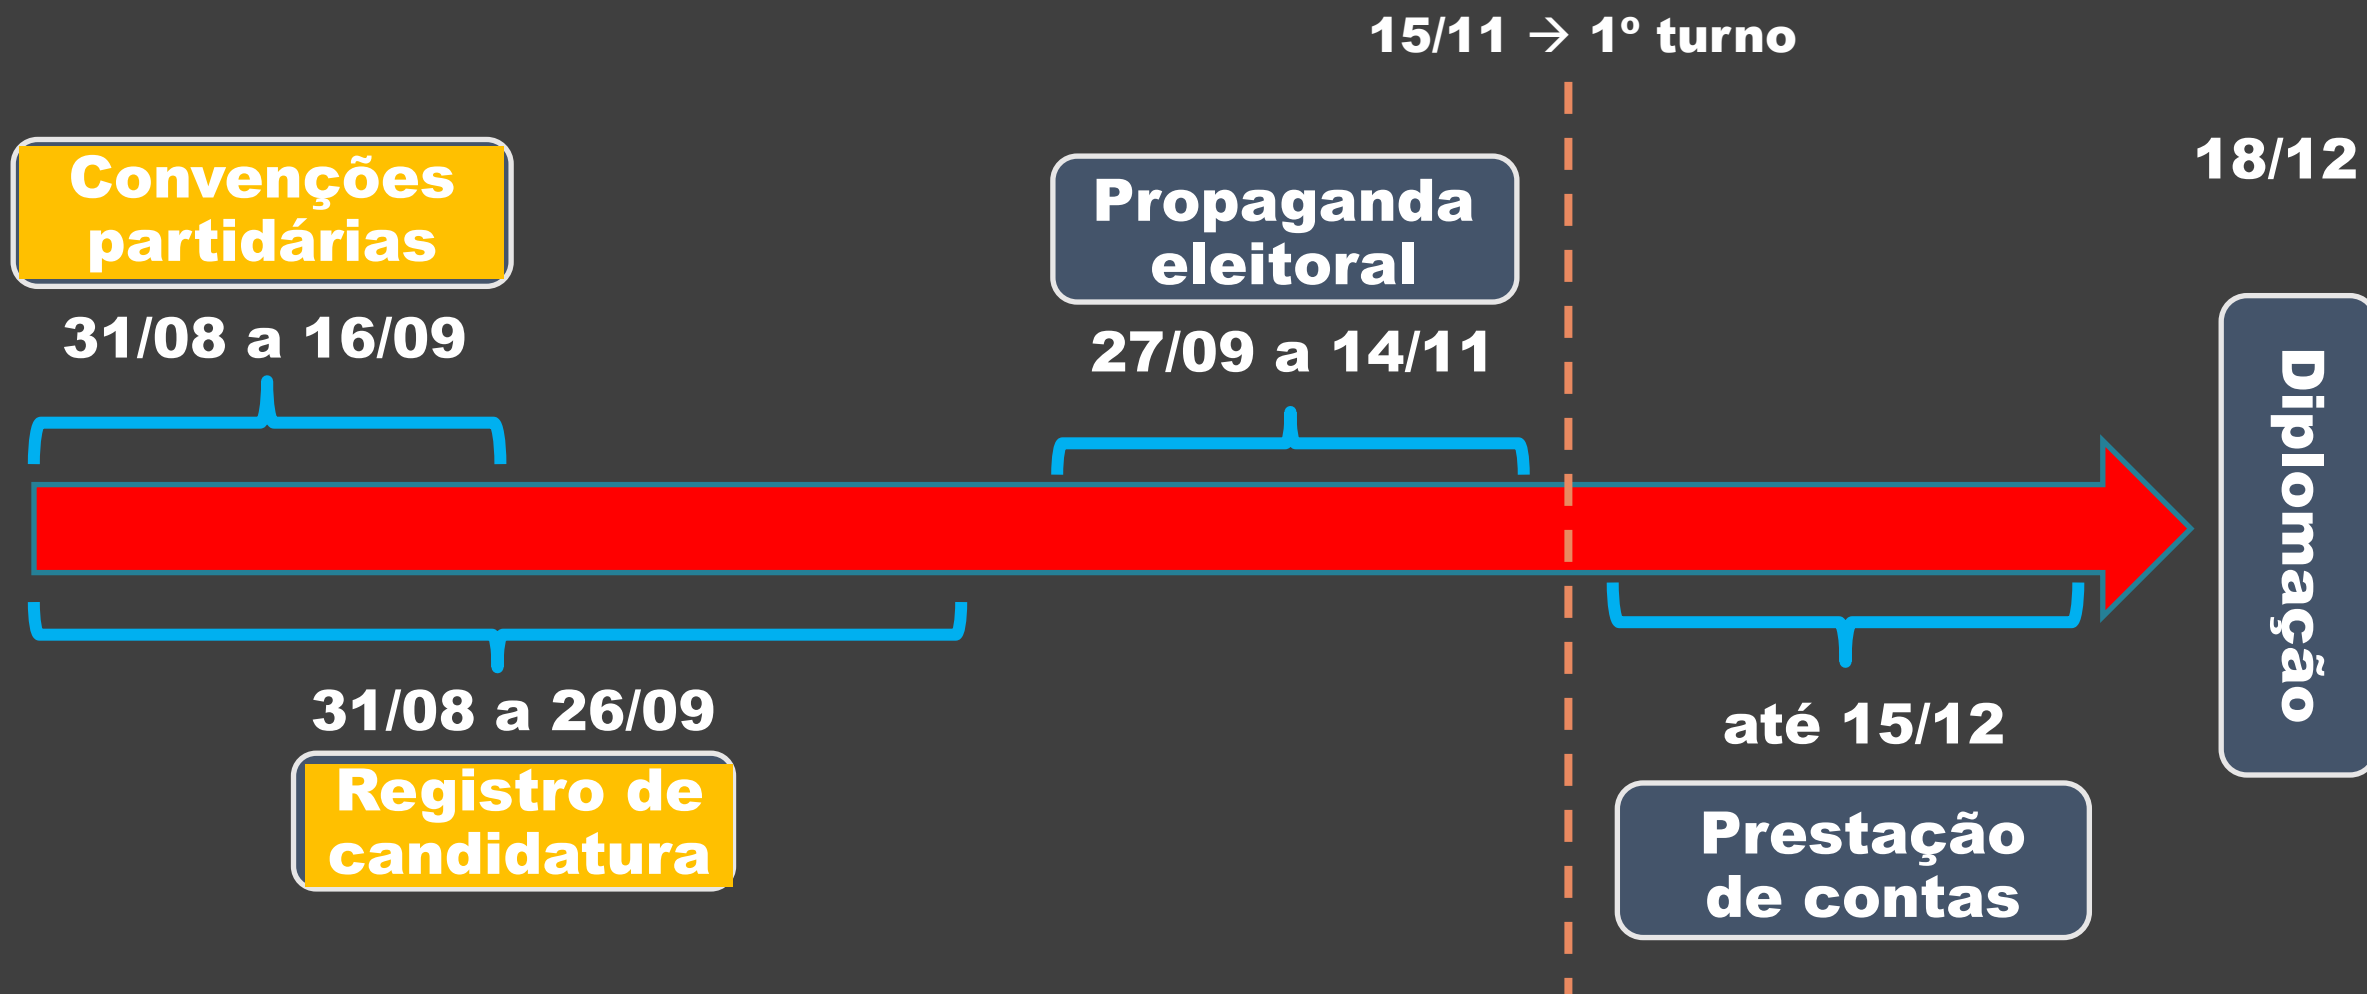 15/11 → 1º turno
Convenções
partidárias
31/08 a 16/09
Propaganda
eleitoral
27/09 a 14/11
18/12
Diplomação
31/08 a 26/09
Registro de
candidatura
até 15/12
Prestação
de contas